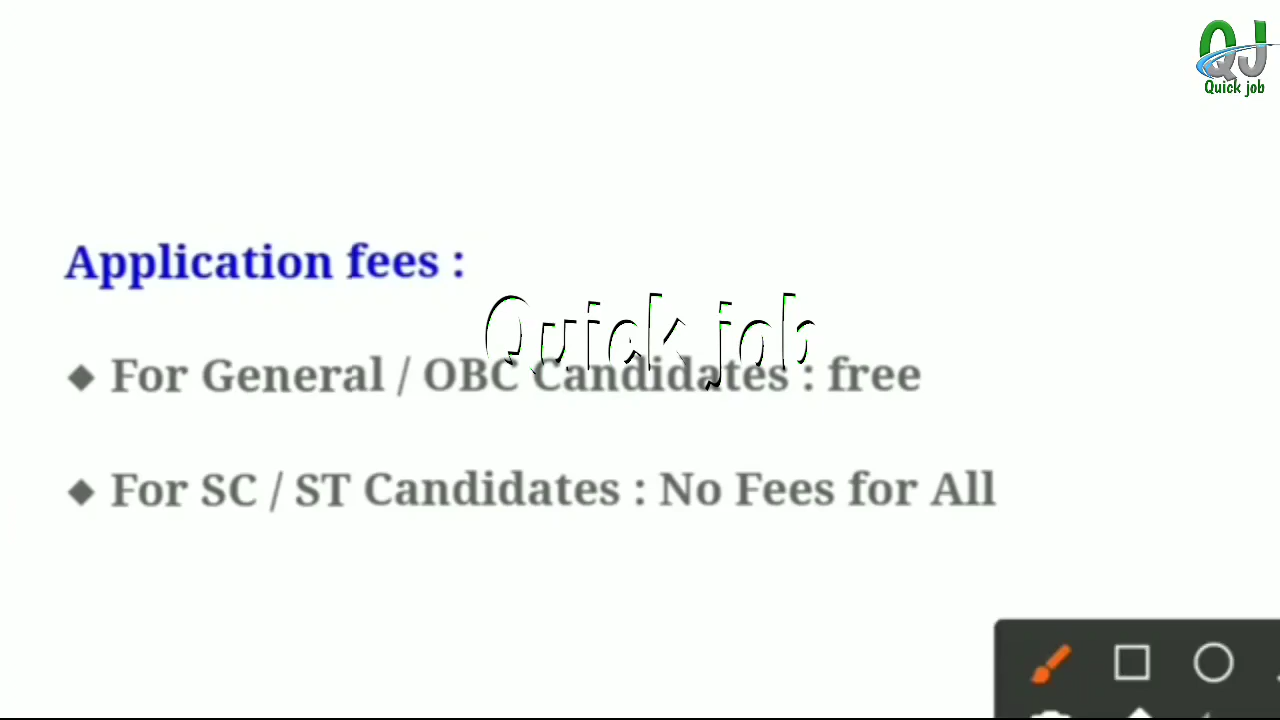 QJ
Quick job
Application fees :
Quick job
◆ For General / OBC Candidates : free
◆ For SC / ST Candidates : No Fees for All